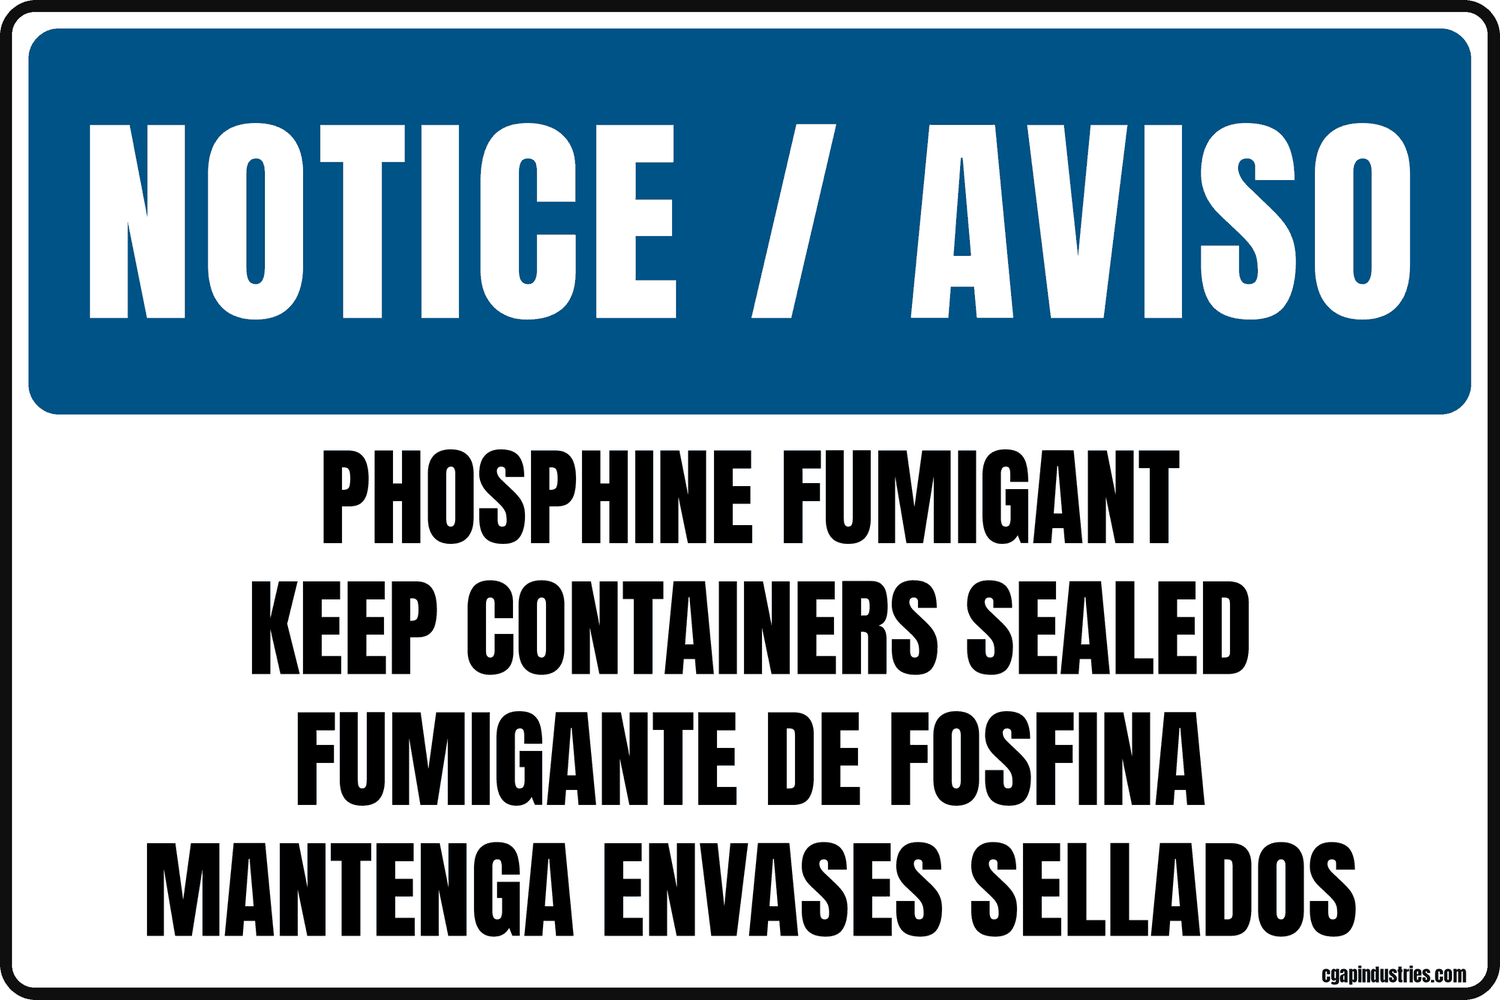 NOTICE / AVISO
PHOSPHINE FUMIGANT
KEEP CONTAINERS SEALED
FUMIGANTE DE FOSFINA
MANTENGA ENVASES SELLADOS
cgapindustries.com